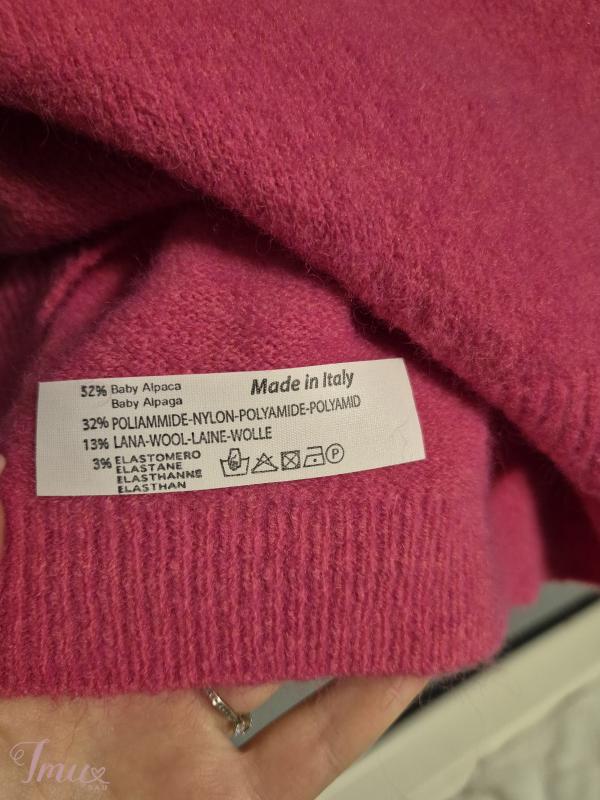 52% Baby Alpaca
Baby Alpaga
Made in Italy
32% POLIAMMIDE-NYLON-POLYAMIDE-POLYAMID
13% LANA-WOOL-LAINE-WOLLE
3% ELASTOMERO
ELASTANE
ELASTHANNE
ELASTHAN
P
Imu
SAU